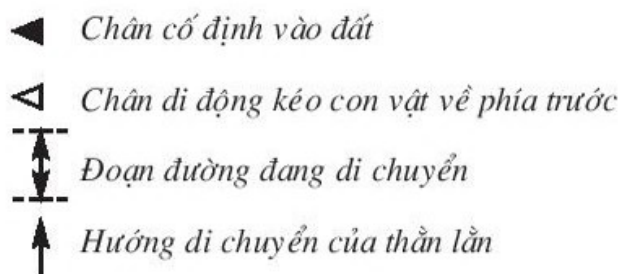 Chân cố định vào đất
Chân di động kéo con vật về phía trước
Đoạn đường đang di chuyển
Hướng di chuyển của thằn lằn